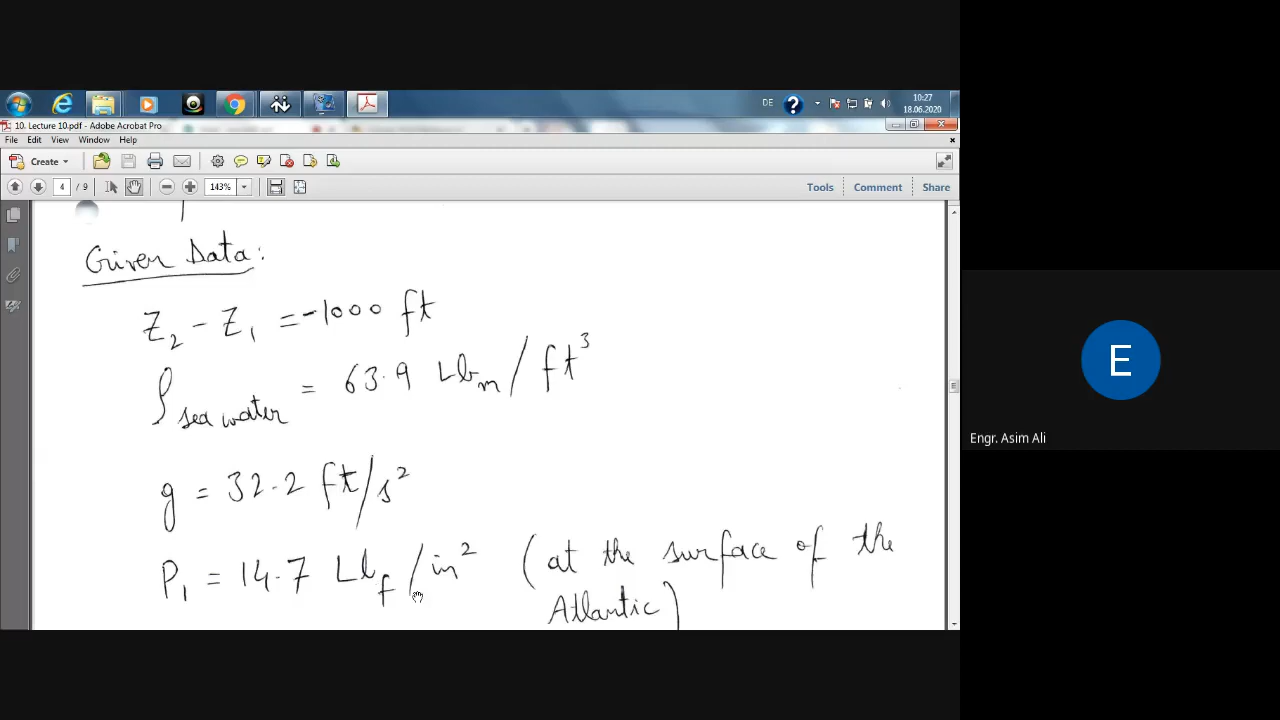 DE
10:27
18.06.2020
10. Lecture 10.pdf - Adobe Acrobat Pro
File Edit View Window Help
Create
4 / 9 143% Tools Comment Share
Given Data:
Z₂ - Z₁ = -1000 ft
ρ sea water = 63.9 Lbm/ft³
g = 32.2 ft/s²
P₁ = 14.7 Lbf/in² (at the surface of the
Atlantic)
E
Engr. Asim Ali